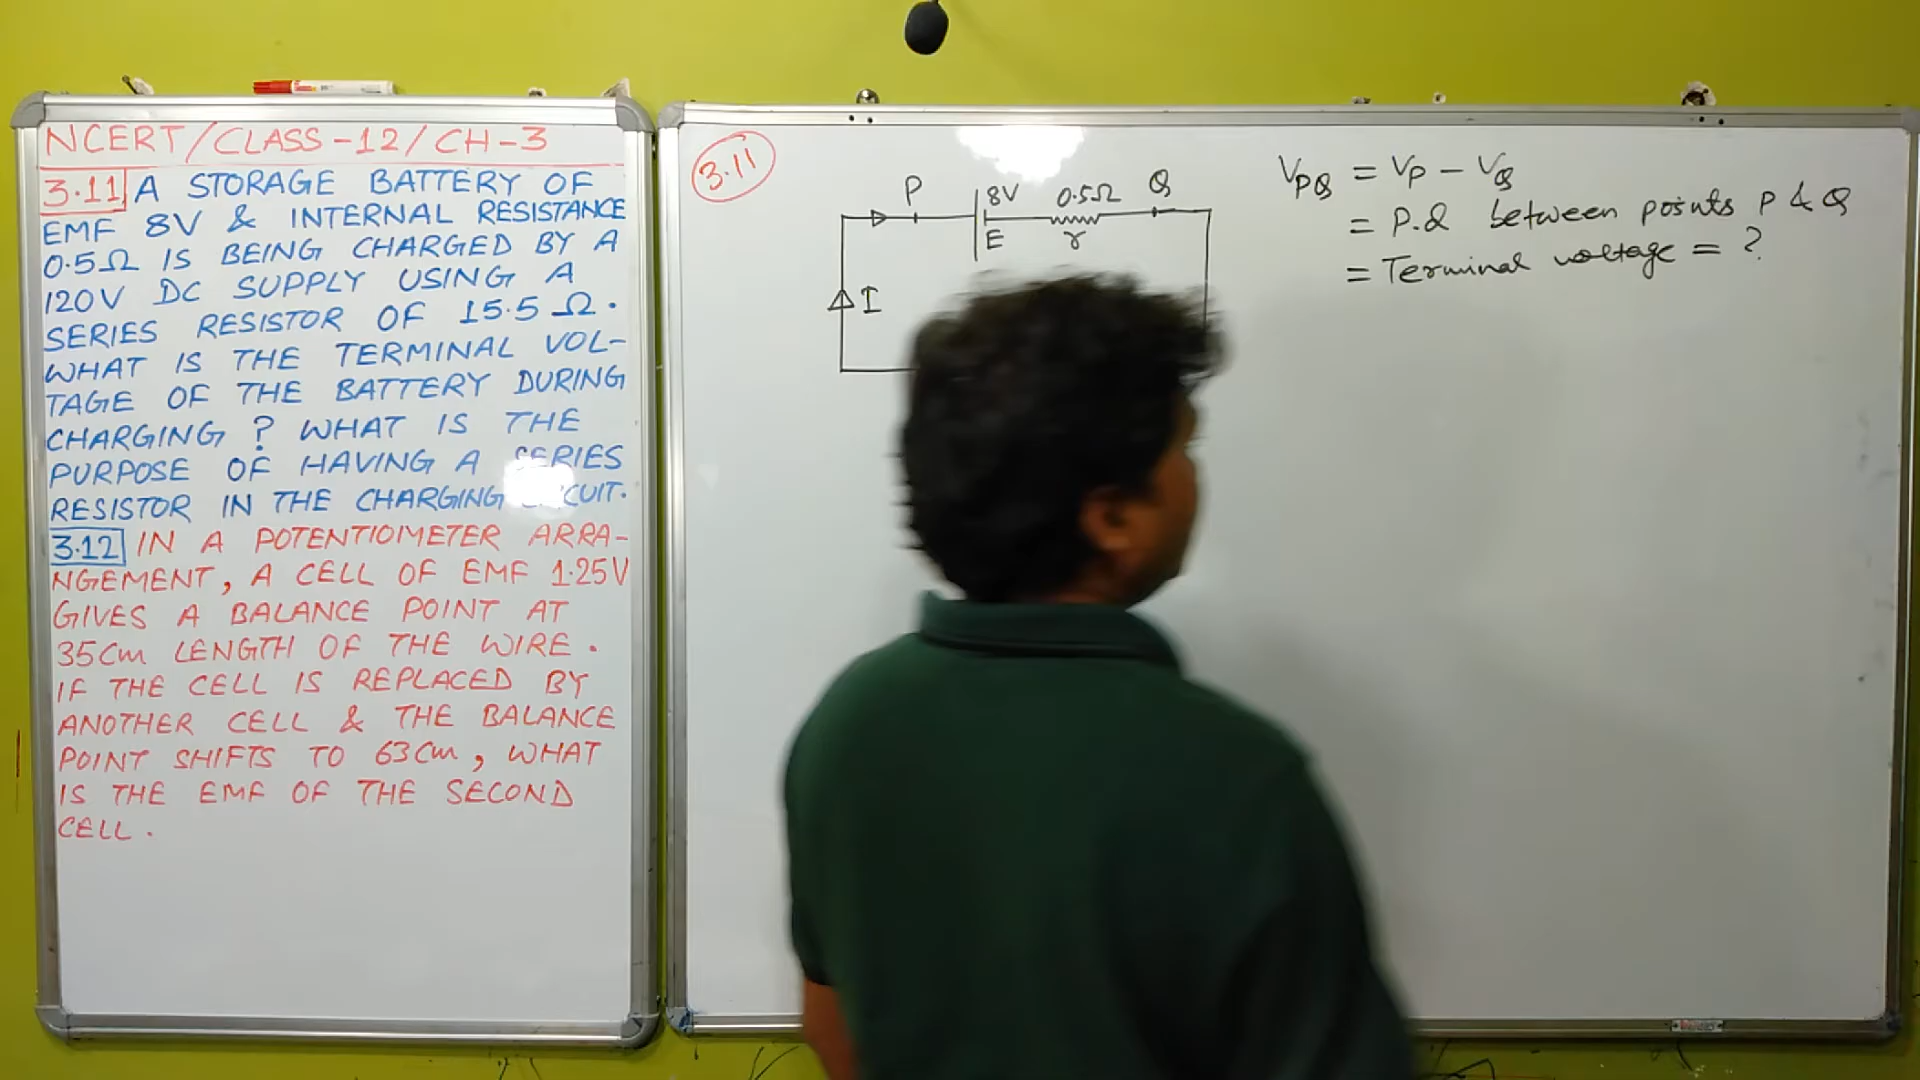 NCERT/CLASS-12/CH-3
3.11 A STORAGE BATTERY OF
EMF 8V & INTERNAL RESISTANCE
0.5Ω IS BEING CHARGED BY A
120V DC SUPPLY USING A
SERIES RESISTOR OF 15.5 Ω.
WHAT IS THE TERMINAL VOL-
TAGE OF THE BATTERY DURING
CHARGING ? WHAT IS THE
PURPOSE OF HAVING A SERIES
RESISTOR IN THE CHARGING CUIT.
3.12 IN A POTENTIOMETER ARRA-
NGEMENT, A CELL OF EMF 1.25V
GIVES A BALANCE POINT AT
35cm LENGTH OF THE WIRE.
IF THE CELL IS REPLACED BY
ANOTHER CELL & THE BALANCE
POINT SHIFTS TO 63cm, WHAT
IS THE EMF OF THE SECOND
CELL.
3.11
P 8V 0.5Ω Q
E r
I
VPQ = VP - VQ
= P.d between points P & Q
= Terminal voltage = ?